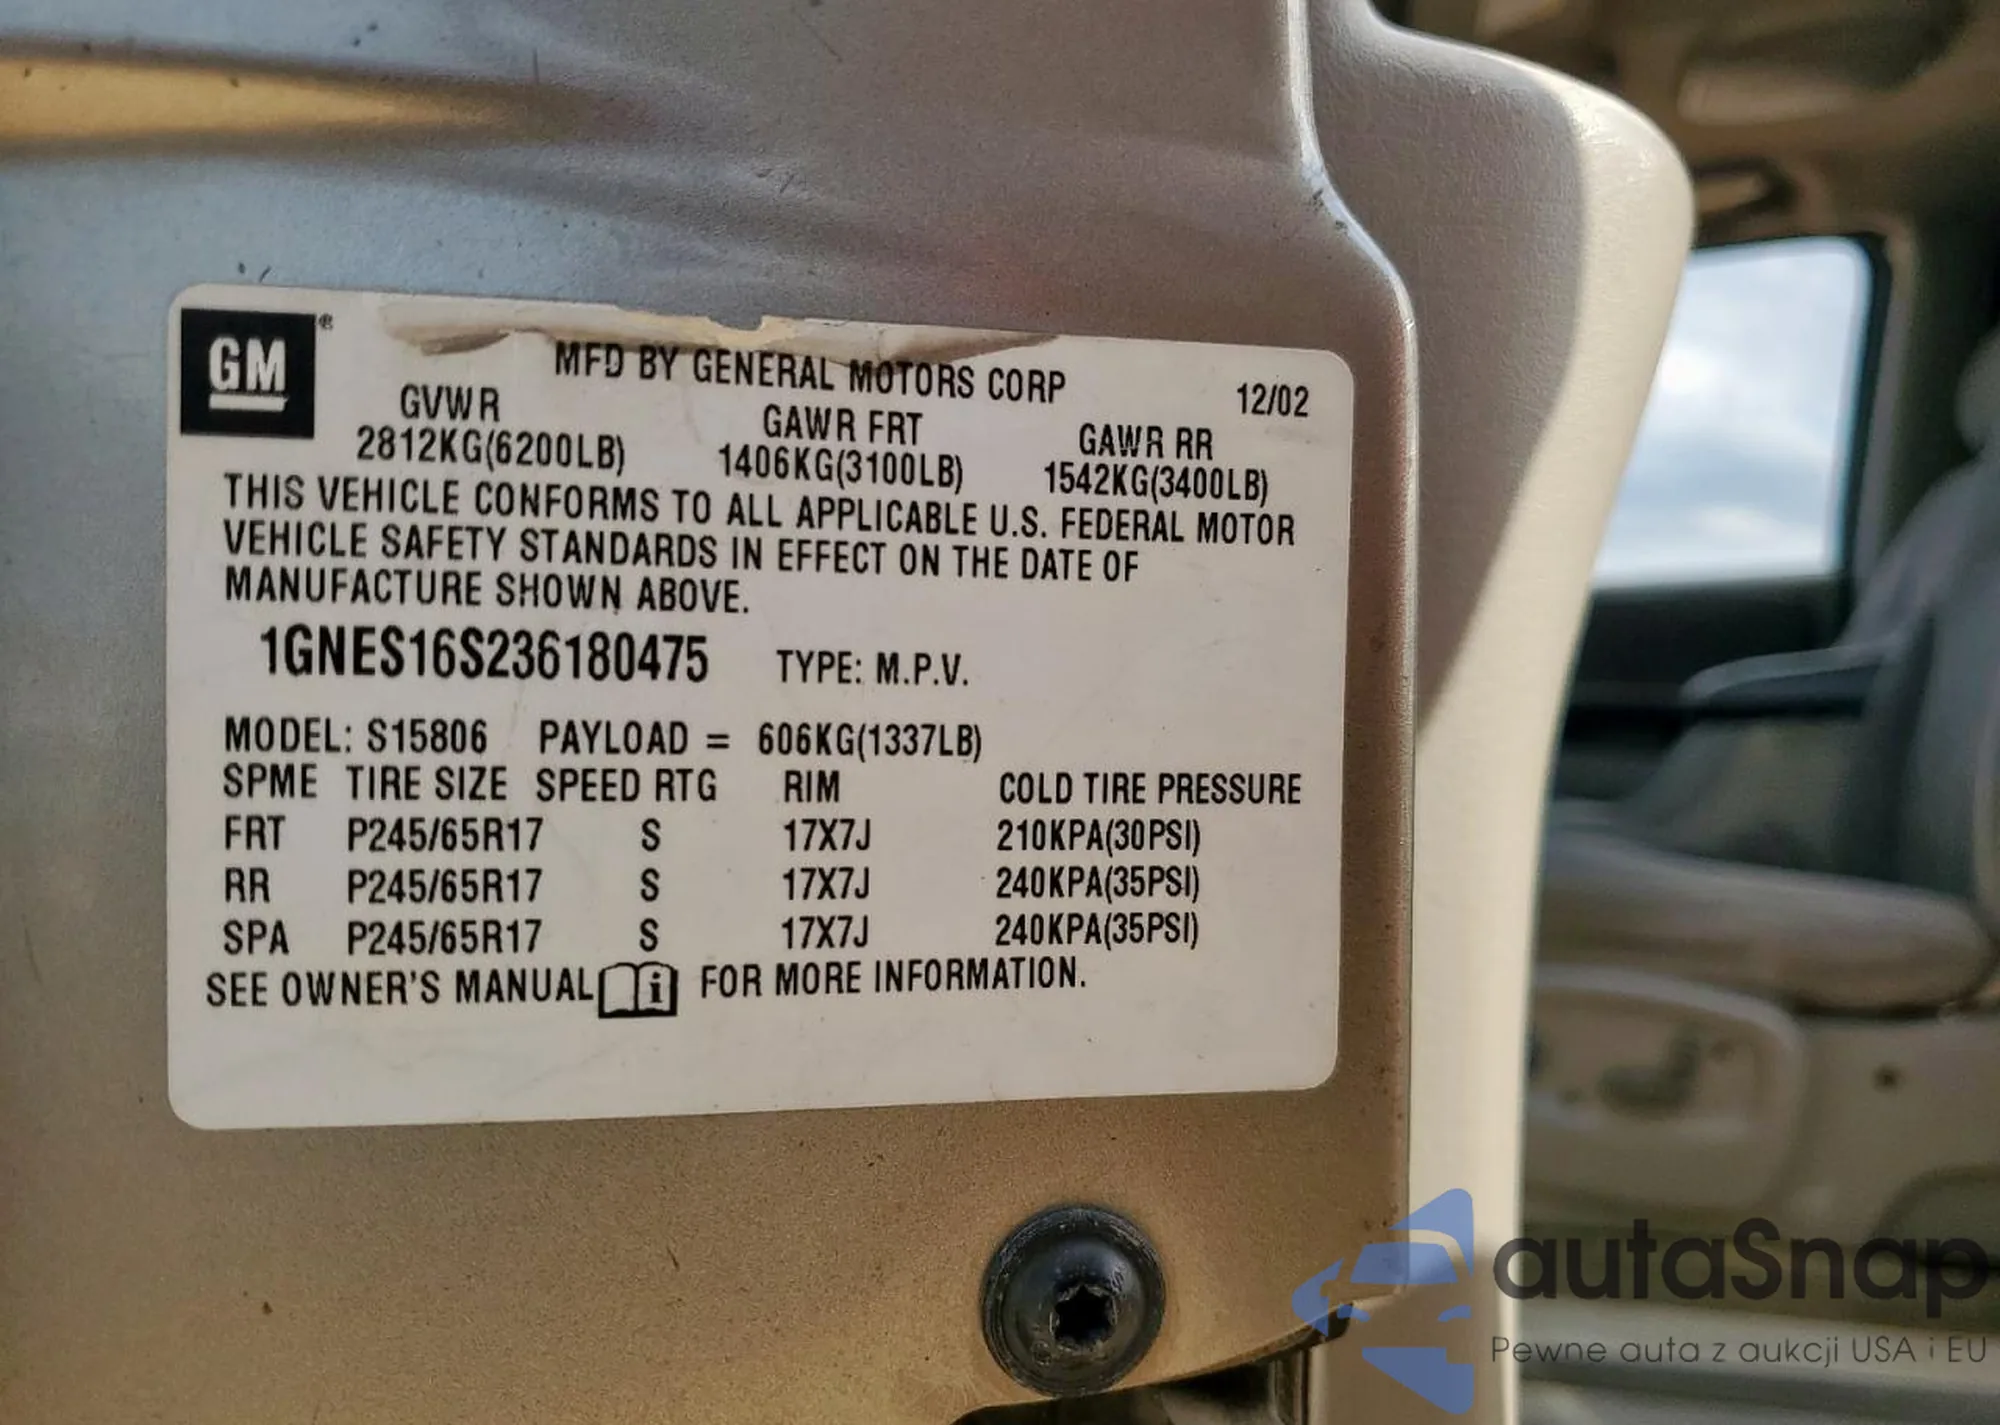 GM®
MFD BY GENERAL MOTORS CORP 12/02
GVWR GAWR FRT GAWR RR
2812KG(6200LB) 1406KG(3100LB) 1542KG(3400LB)
THIS VEHICLE CONFORMS TO ALL APPLICABLE U.S. FEDERAL MOTOR
VEHICLE SAFETY STANDARDS IN EFFECT ON THE DATE OF
MANUFACTURE SHOWN ABOVE.
1GNES16S236180475 TYPE: M.P.V.
MODEL: S15806 PAYLOAD = 606KG(1337LB)
SPME TIRE SIZE SPEED RTG RIM COLD TIRE PRESSURE
FRT P245/65R17 S 17X7J 210KPA(30PSI)
RR P245/65R17 S 17X7J 240KPA(35PSI)
SPA P245/65R17 S 17X7J 240KPA(35PSI)
SEE OWNER'S MANUAL i FOR MORE INFORMATION.
autaSnap
Pewne auta z aukcji USA i EU